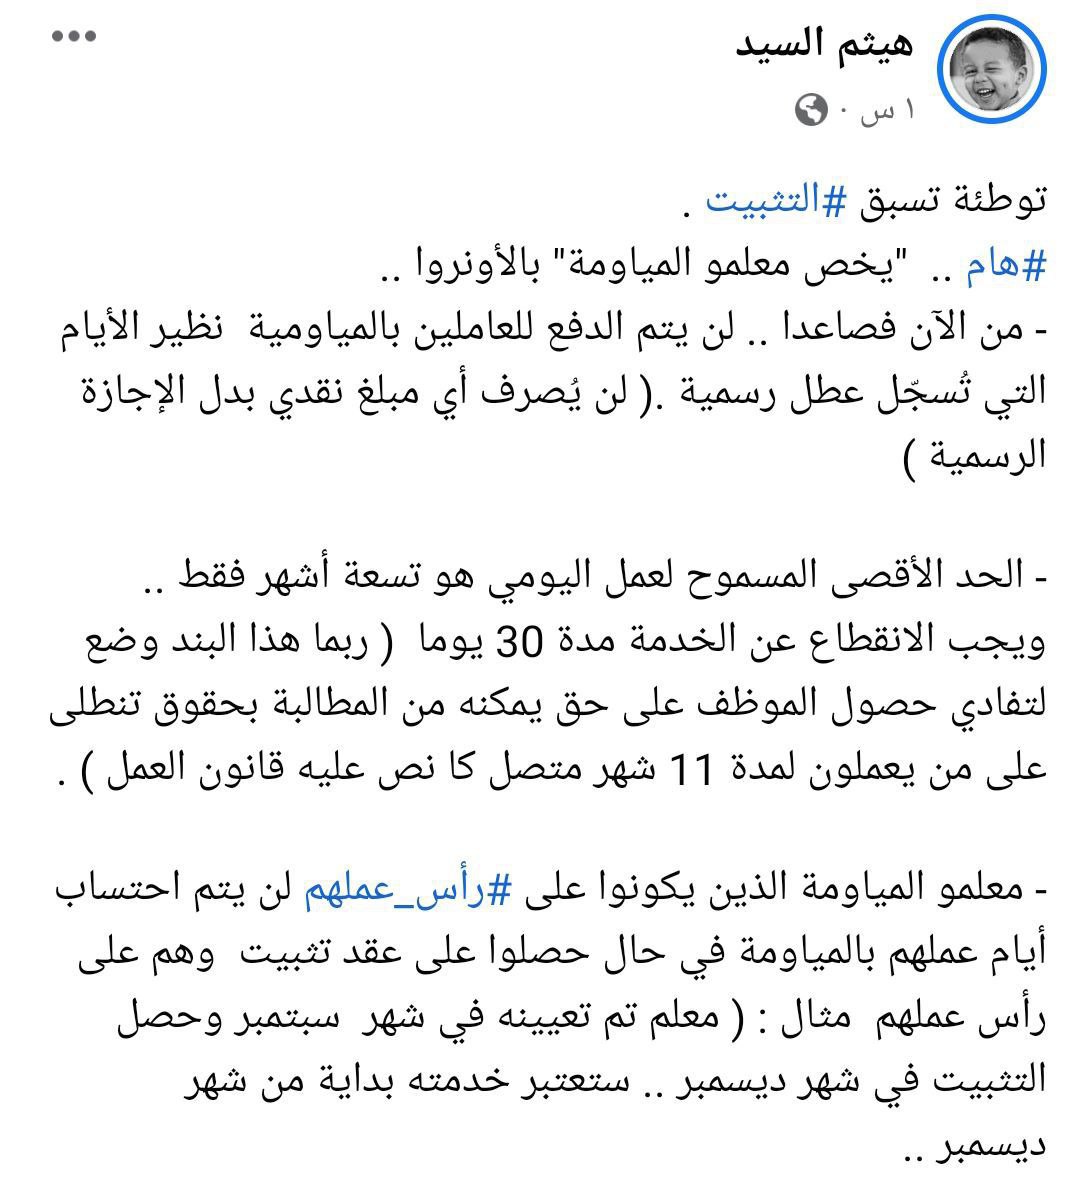 هيثم السيد
١ س ·
توطئة تسبق #التثبيت .
#هام .. "يخص معلمو المياومة" بالأونروا ..
- من الآن فصاعدا .. لن يتم الدفع للعاملين بالمياومية نظير الأيام
التي تُسجّل عطل رسمية .( لن يُصرف أي مبلغ نقدي بدل الإجازة
الرسمية )
- الحد الأقصى المسموح لعمل اليومي هو تسعة أشهر فقط ..
ويجب الانقطاع عن الخدمة مدة 30 يوما ( ربما هذا البند وضع
لتفادي حصول الموظف على حق يمكنه من المطالبة بحقوق تنطلى
على من يعملون لمدة 11 شهر متصل كا نص عليه قانون العمل ) .
- معلمو المياومة الذين يكونوا على #رأس_عملهم لن يتم احتساب
أيام عملهم بالمياومة في حال حصلوا على عقد تثبيت وهم على
رأس عملهم مثال : ( معلم تم تعيينه في شهر سبتمبر وحصل
التثبيت في شهر ديسمبر .. ستعتبر خدمته بداية من شهر
ديسمبر ..